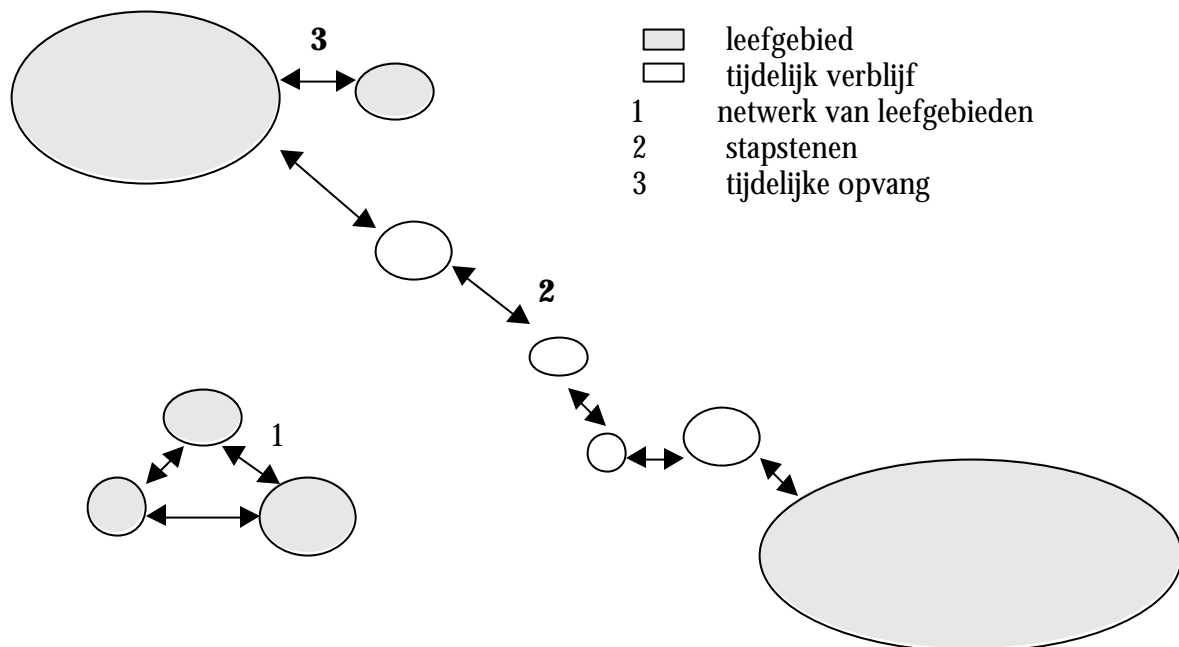 3
leefgebied
tijdelijk verblijf
1 netwerk van leefgebieden
2 stapstenen
3 tijdelijke opvang
2
1